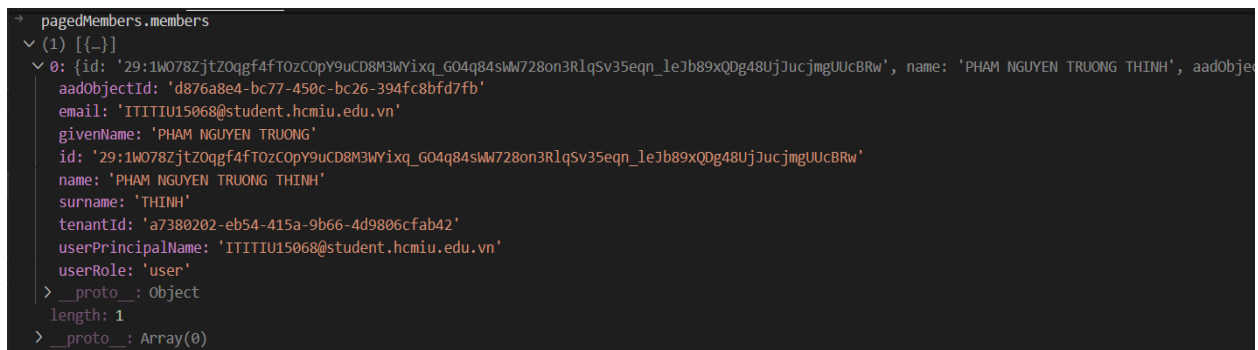 → pagedMembers.members
(1) [{…}]
0: {id: '29:1WO78ZjtZOqgf4fTOzCOpY9uCD8M3WYixq_GO4q84sWW728on3RlqSv35eqn_leJb89xQDg48UjJucjmgUUcBRw', name: 'PHAM NGUYEN TRUONG THINH', aadObjec
aadObjectId: 'd876a8e4-bc77-450c-bc26-394fc8bfd7fb'
email: 'ITITIU15068@student.hcmiu.edu.vn'
givenName: 'PHAM NGUYEN TRUONG'
id: '29:1WO78ZjtZOqgf4fTOzCOpY9uCD8M3WYixq_GO4q84sWW728on3RlqSv35eqn_leJb89xQDg48UjJucjmgUUcBRw'
name: 'PHAM NGUYEN TRUONG THINH'
surname: 'THINH'
tenantId: 'a7380202-eb54-415a-9b66-4d9806cfab42'
userPrincipalName: 'ITITIU15068@student.hcmiu.edu.vn'
userRole: 'user'
__proto__: Object
length: 1
__proto__: Array(0)